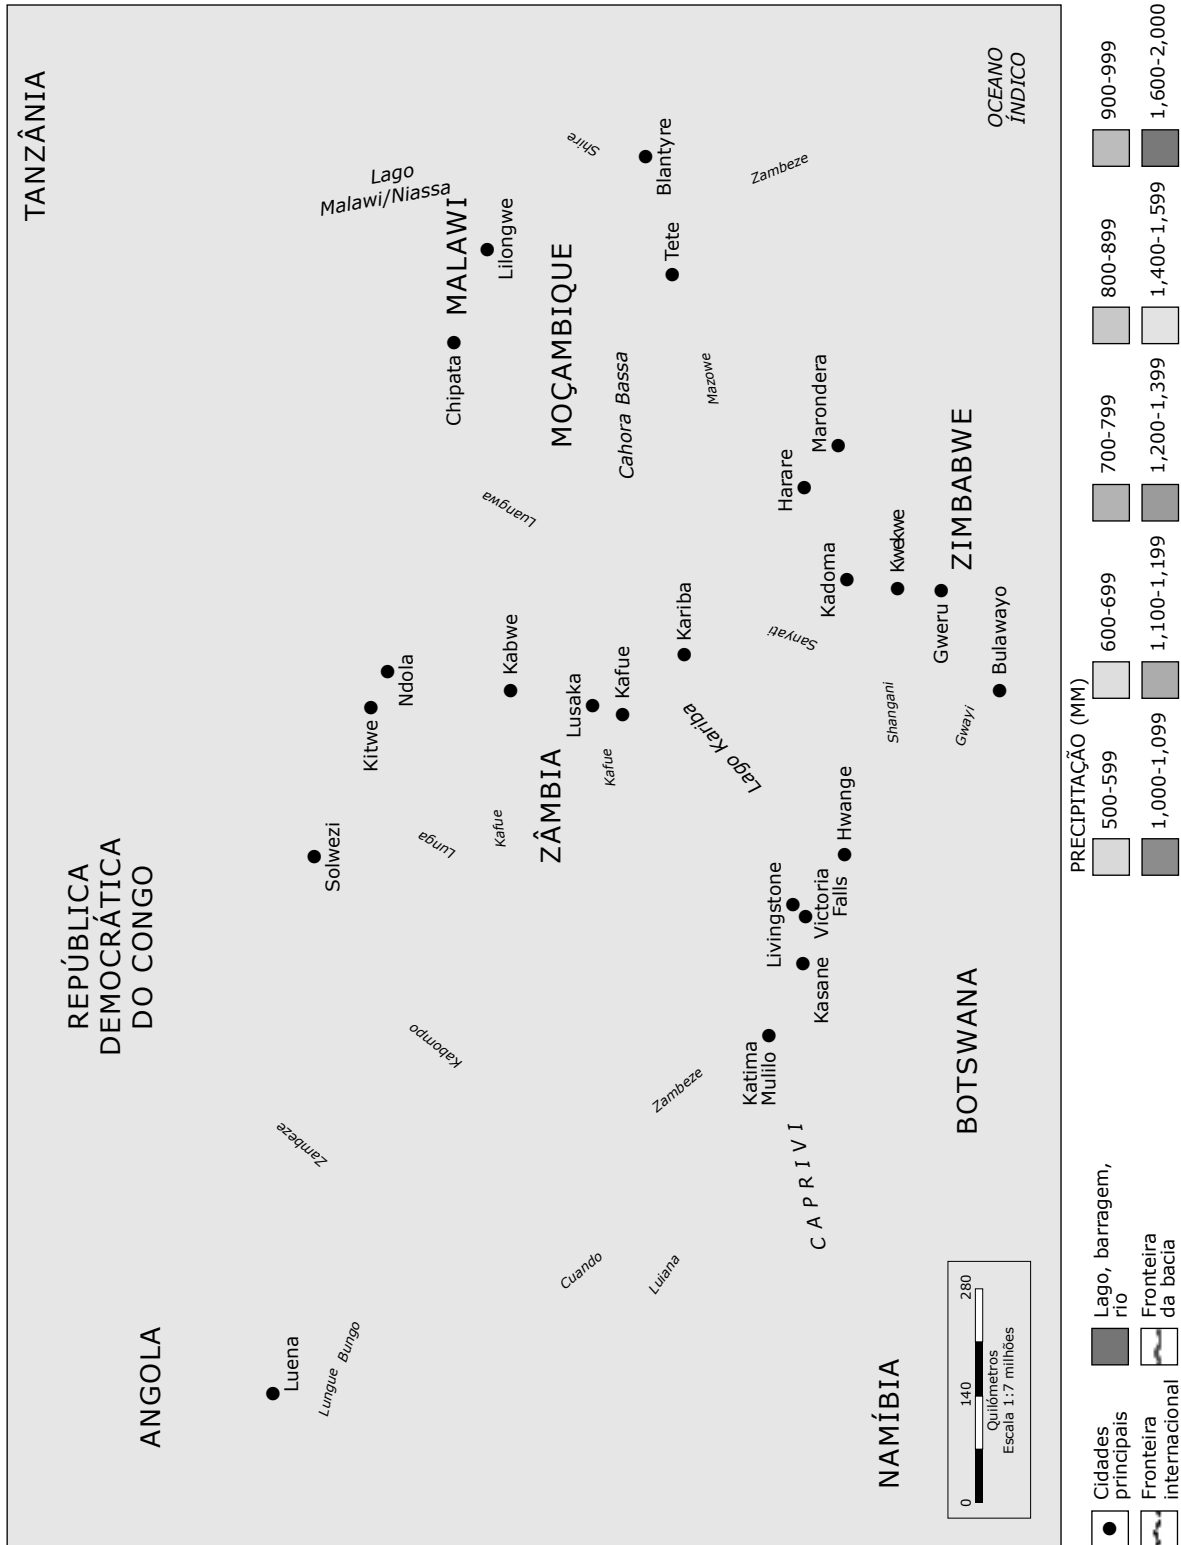 TANZÂNIA
REPÚBLICA
DEMOCRÁTICA
DO CONGO
ANGOLA
Luena
Lungue Bungo
Zambeze
Kabompo
Solwezi
Lunga
Kafue
Kitwe
Ndola
Kabwe
ZÂMBIA
Lusaka
Kafue
Kafue
Luangwa
Lago
Malawi/Niassa
MALAWI
Lilongwe
Chipata
MOÇAMBIQUE
Cahora Bassa
Shire
Blantyre
Tete
Zambeze
Mazowe
OCEANO
ÍNDICO
Cuando
Luiana
Zambeze
Katima
Mulilo
CAPRIVI
Kasane
Livingstone
Victoria
Falls
Hwange
Lago Kariba
Kariba
Sanyati
Harare
Marondera
Kadoma
Kwekwe
Gweru
ZIMBABWE
Shangani
Gwayi
Bulawayo
BOTSWANA
NAMÍBIA
0 140 280
Quilómetros
Escala 1:7 milhões
Cidades
principais
Lago, barragem,
rio
Fronteira
internacional
Fronteira
da bacia
PRECIPITAÇÃO (MM)
500-599 600-699 700-799 800-899 900-999
1,000-1,099 1,100-1,199 1,200-1,399 1,400-1,599 1,600-2,000